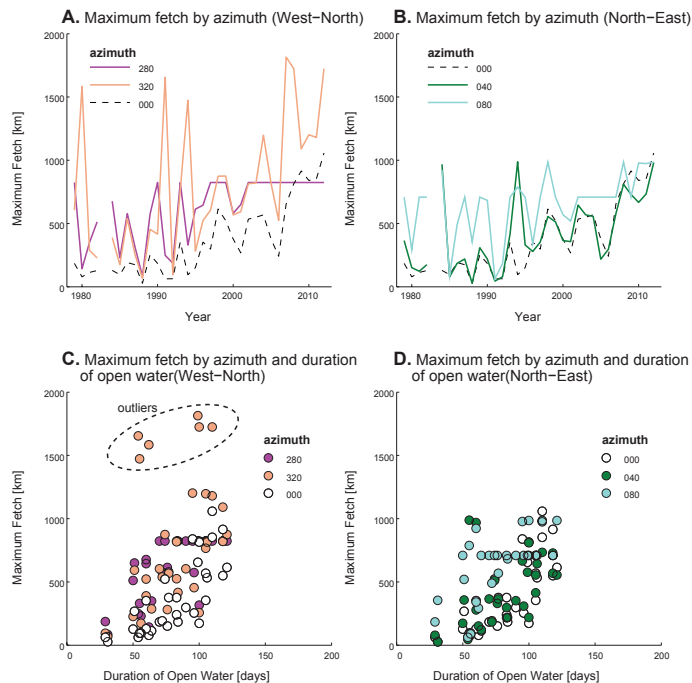 A. Maximum fetch by azimuth (West−North)
azimuth
280
320
000
2000
1500
1000
500
0
Maximum Fetch [km]
1980
1990
2000
2010
Year
B. Maximum fetch by azimuth (North−East)
azimuth
000
040
080
2000
1500
1000
500
0
Maximum Fetch [km]
1980
1990
2000
2010
Year
C. Maximum fetch by azimuth and duration
of open water(West−North)
outliers
azimuth
280
320
000
2000
1500
1000
500
0
Maximum Fetch [km]
0
50
100
150
200
Duration of Open Water [days]
D. Maximum fetch by azimuth and duration
of open water(North−East)
azimuth
000
040
080
2000
1500
1000
500
0
Maximum Fetch [km]
0
50
100
150
200
Duration of Open Water [days]